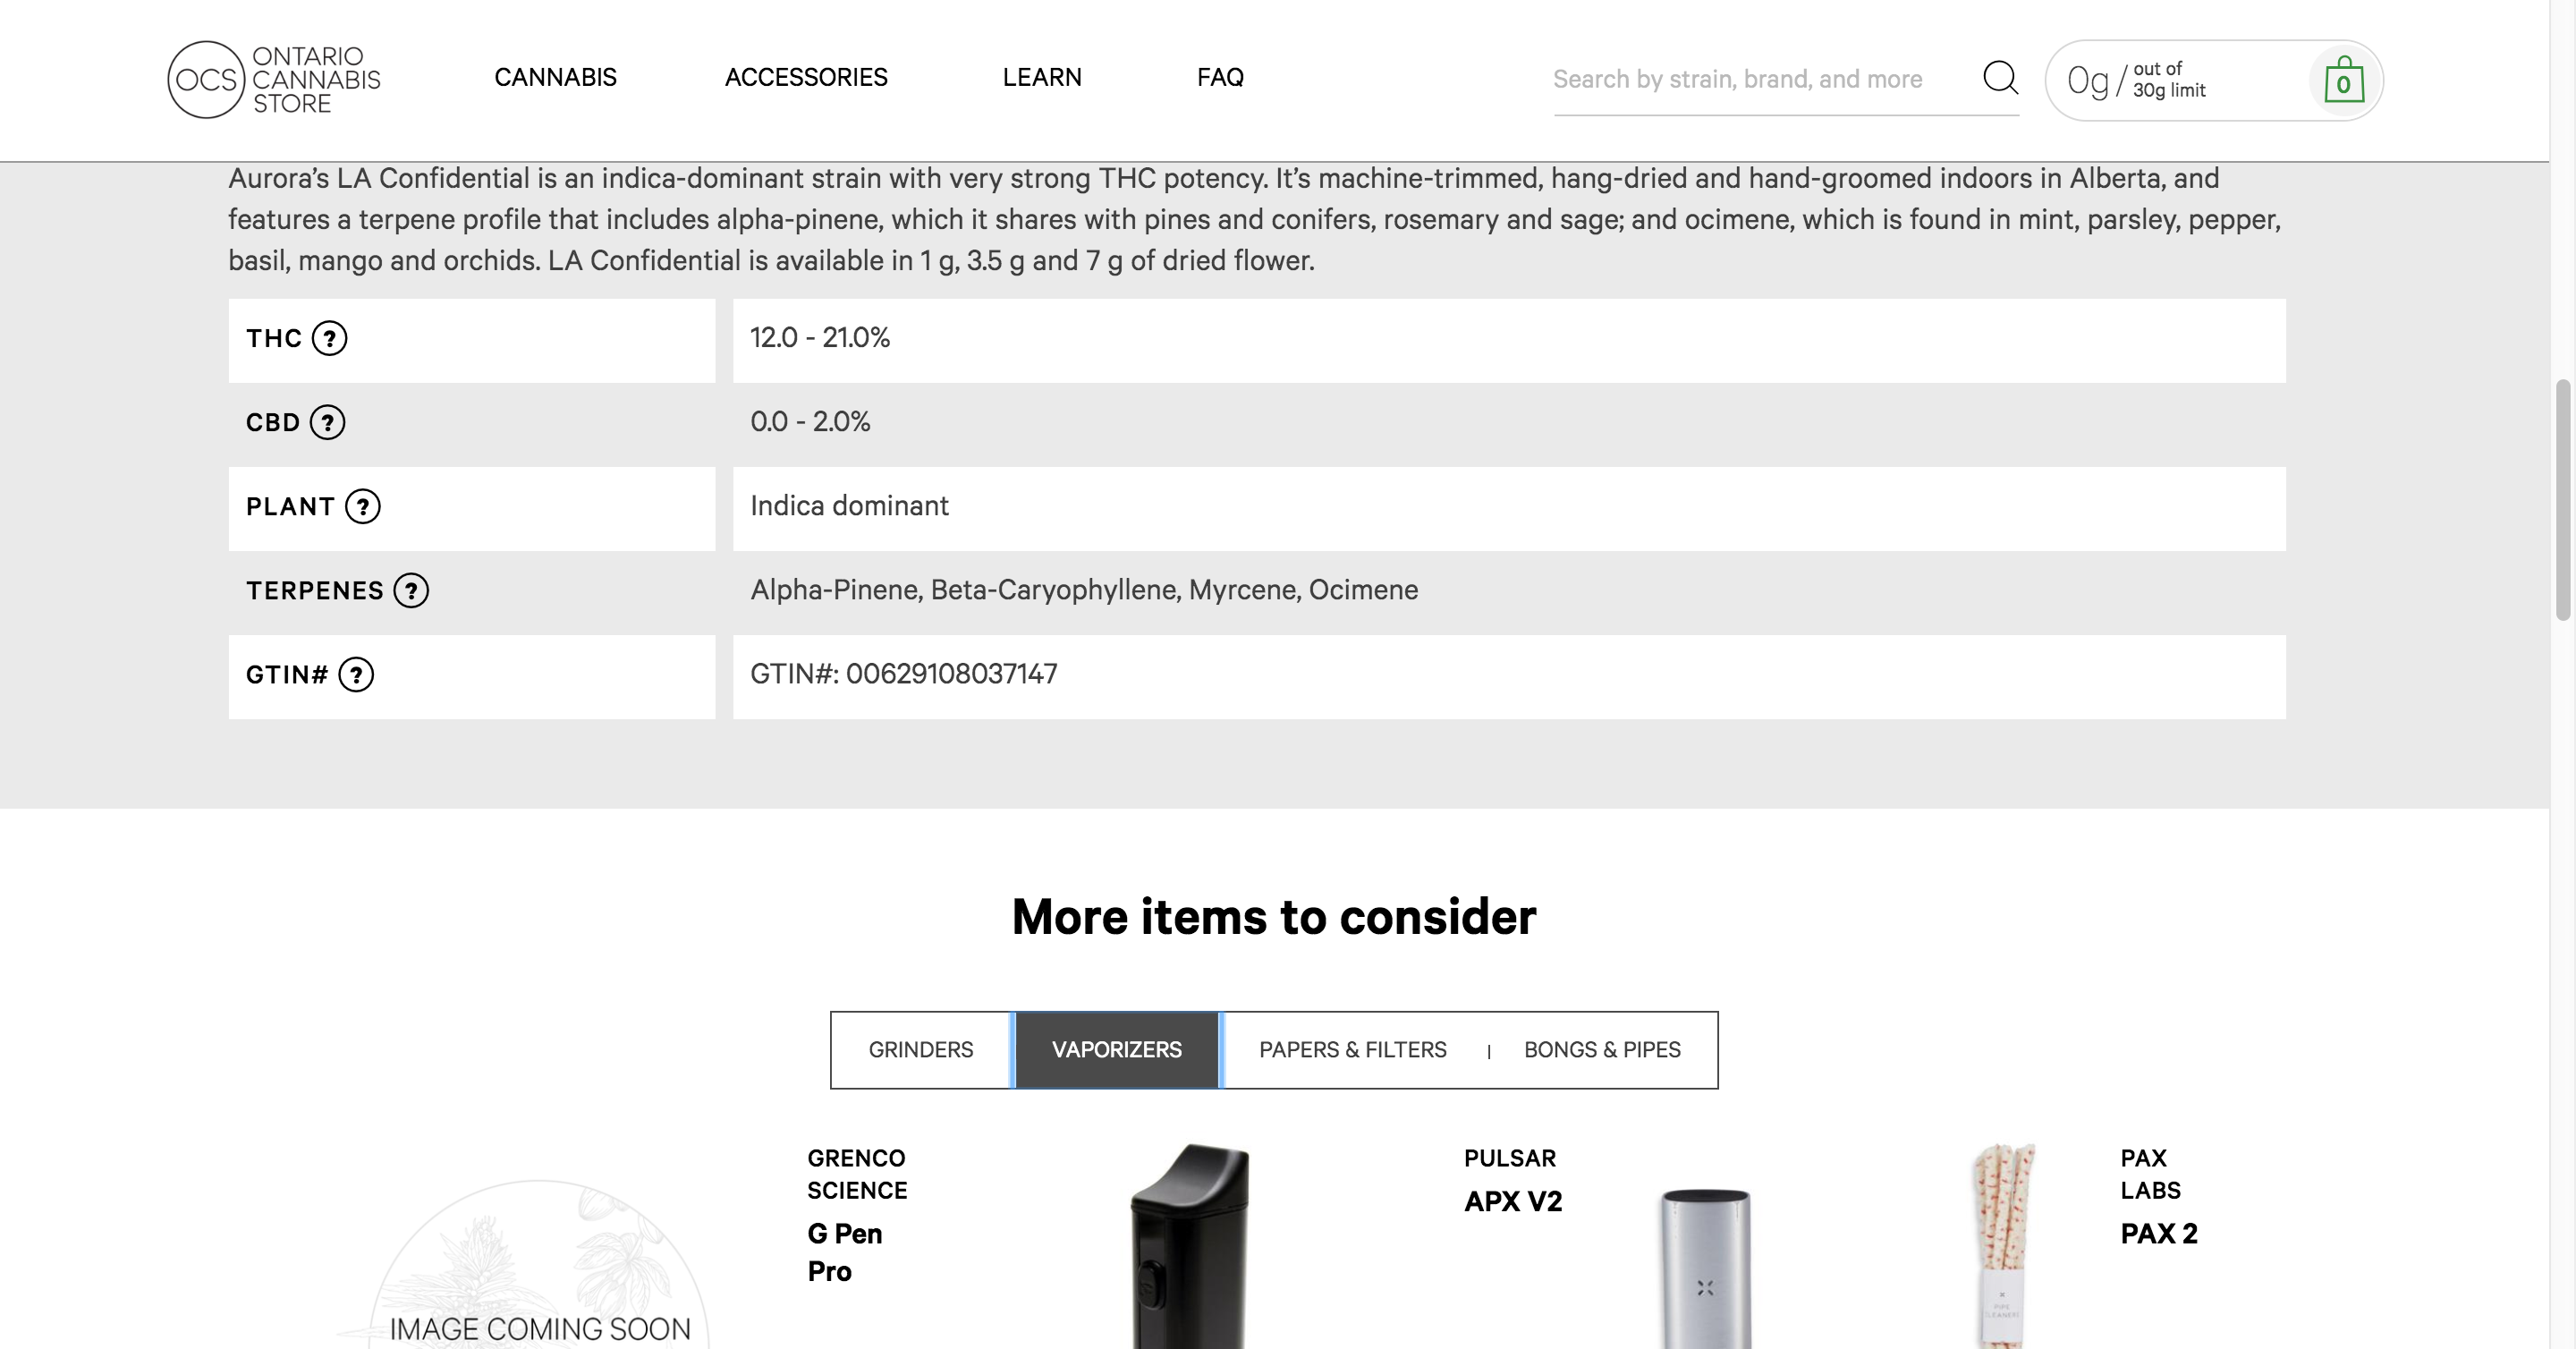 OCS
ONTARIO
CANNABIS
STORE
CANNABIS
ACCESSORIES
LEARN
FAQ
Search by strain, brand, and more
0g / out of
30g limit
0
Aurora’s LA Confidential is an indica-dominant strain with very strong THC potency. It’s machine-trimmed, hang-dried and hand-groomed indoors in Alberta, and
features a terpene profile that includes alpha-pinene, which it shares with pines and conifers, rosemary and sage; and ocimene, which is found in mint, parsley, pepper,
basil, mango and orchids. LA Confidential is available in 1 g, 3.5 g and 7 g of dried flower.
THC ? 12.0 - 21.0%
CBD ? 0.0 - 2.0%
PLANT ? Indica dominant
TERPENES ? Alpha-Pinene, Beta-Caryophyllene, Myrcene, Ocimene
GTIN# ? GTIN#: 00629108037147
More items to consider
GRINDERS VAPORIZERS PAPERS & FILTERS | BONGS & PIPES
IMAGE COMING SOON
GRENCO
SCIENCE
G Pen
Pro
PULSAR
APX V2
PIPE
CLEANERS
PAX
LABS
PAX 2